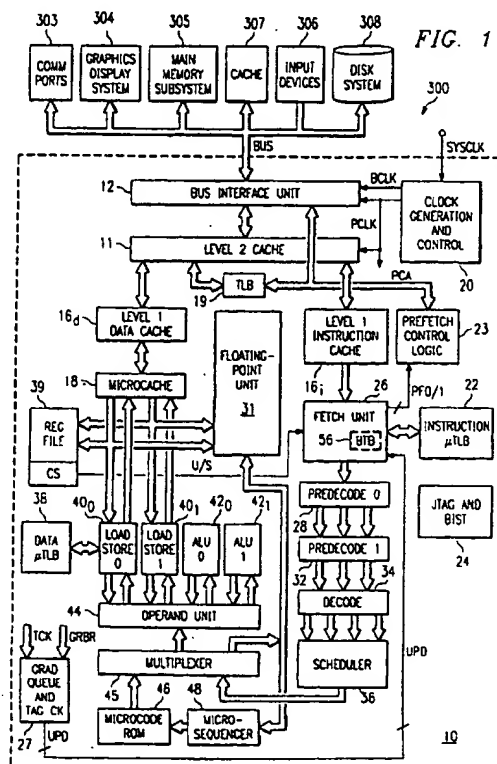 FIG. 1
303
304
305
307
306
308
COMM PORTS
GRAPHICS DISPLAY SYSTEM
MAIN MEMORY SUBSYSTEM
CACHE
INPUT DEVICES
DISK SYSTEM
300
BUS
SYSCLK
12
BUS INTERFACE UNIT
BCLK
CLOCK GENERATION AND CONTROL
20
PCLK
11
LEVEL 2 CACHE
TLB
19
PCA
16d
LEVEL 1 DATA CACHE
LEVEL 1 INSTRUCTION CACHE
16i
PREFETCH CONTROL LOGIC
23
18
MICROCACHE
FLOATING-POINT UNIT
31
26
PF0/1
22
FETCH UNIT
56
BTB
INSTRUCTION μTLB
39
REG FILE
CS
U/S
38
DATA μTLB
40₀
LOAD STORE 0
40₁
LOAD STORE 1
42₀
ALU 0
42₁
ALU 1
PREDECODE 0
28
PREDECODE 1
32
34
DECODE
JTAG AND BIST
24
44
OPERAND UNIT
MULTIPLEXER
45
SCHEDULER
36
UPD
TCK
GRBR
GRAD QUEUE AND TAG CK
27
UPD
46
MICROCODE ROM
48
MICRO-SEQUENCER
10